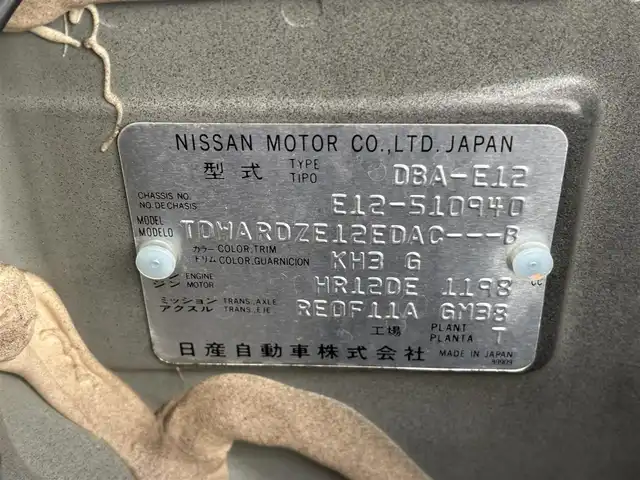 NISSAN MOTOR CO.,LTD. JAPAN
型式 TYPE TIPO DBA-E12
CHASSIS NO. NO. DE CHASIS E12-510940
MODEL MODELO TDHARDZE12EDAC---B
カラー COLOR,TRIM
トリム COLOR,GUARNICION KH3 G
ENGINE
ジン MOTOR HR12DE 1198 cc
ミッション TRANS.,AXLE
アクスル TRANS.,EJE RE0F11A GM38
工場 PLANT PLANTA T
日産自動車株式会社 MADE IN JAPAN